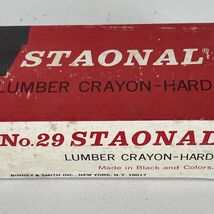 STAONAL®
LUMBER CRAYON-HARD
No. 29 STAONAL
LUMBER CRAYON-HARD
Made in Black and Colors.
BINNEY & SMITH INC., NEW YORK, N.Y. 10017